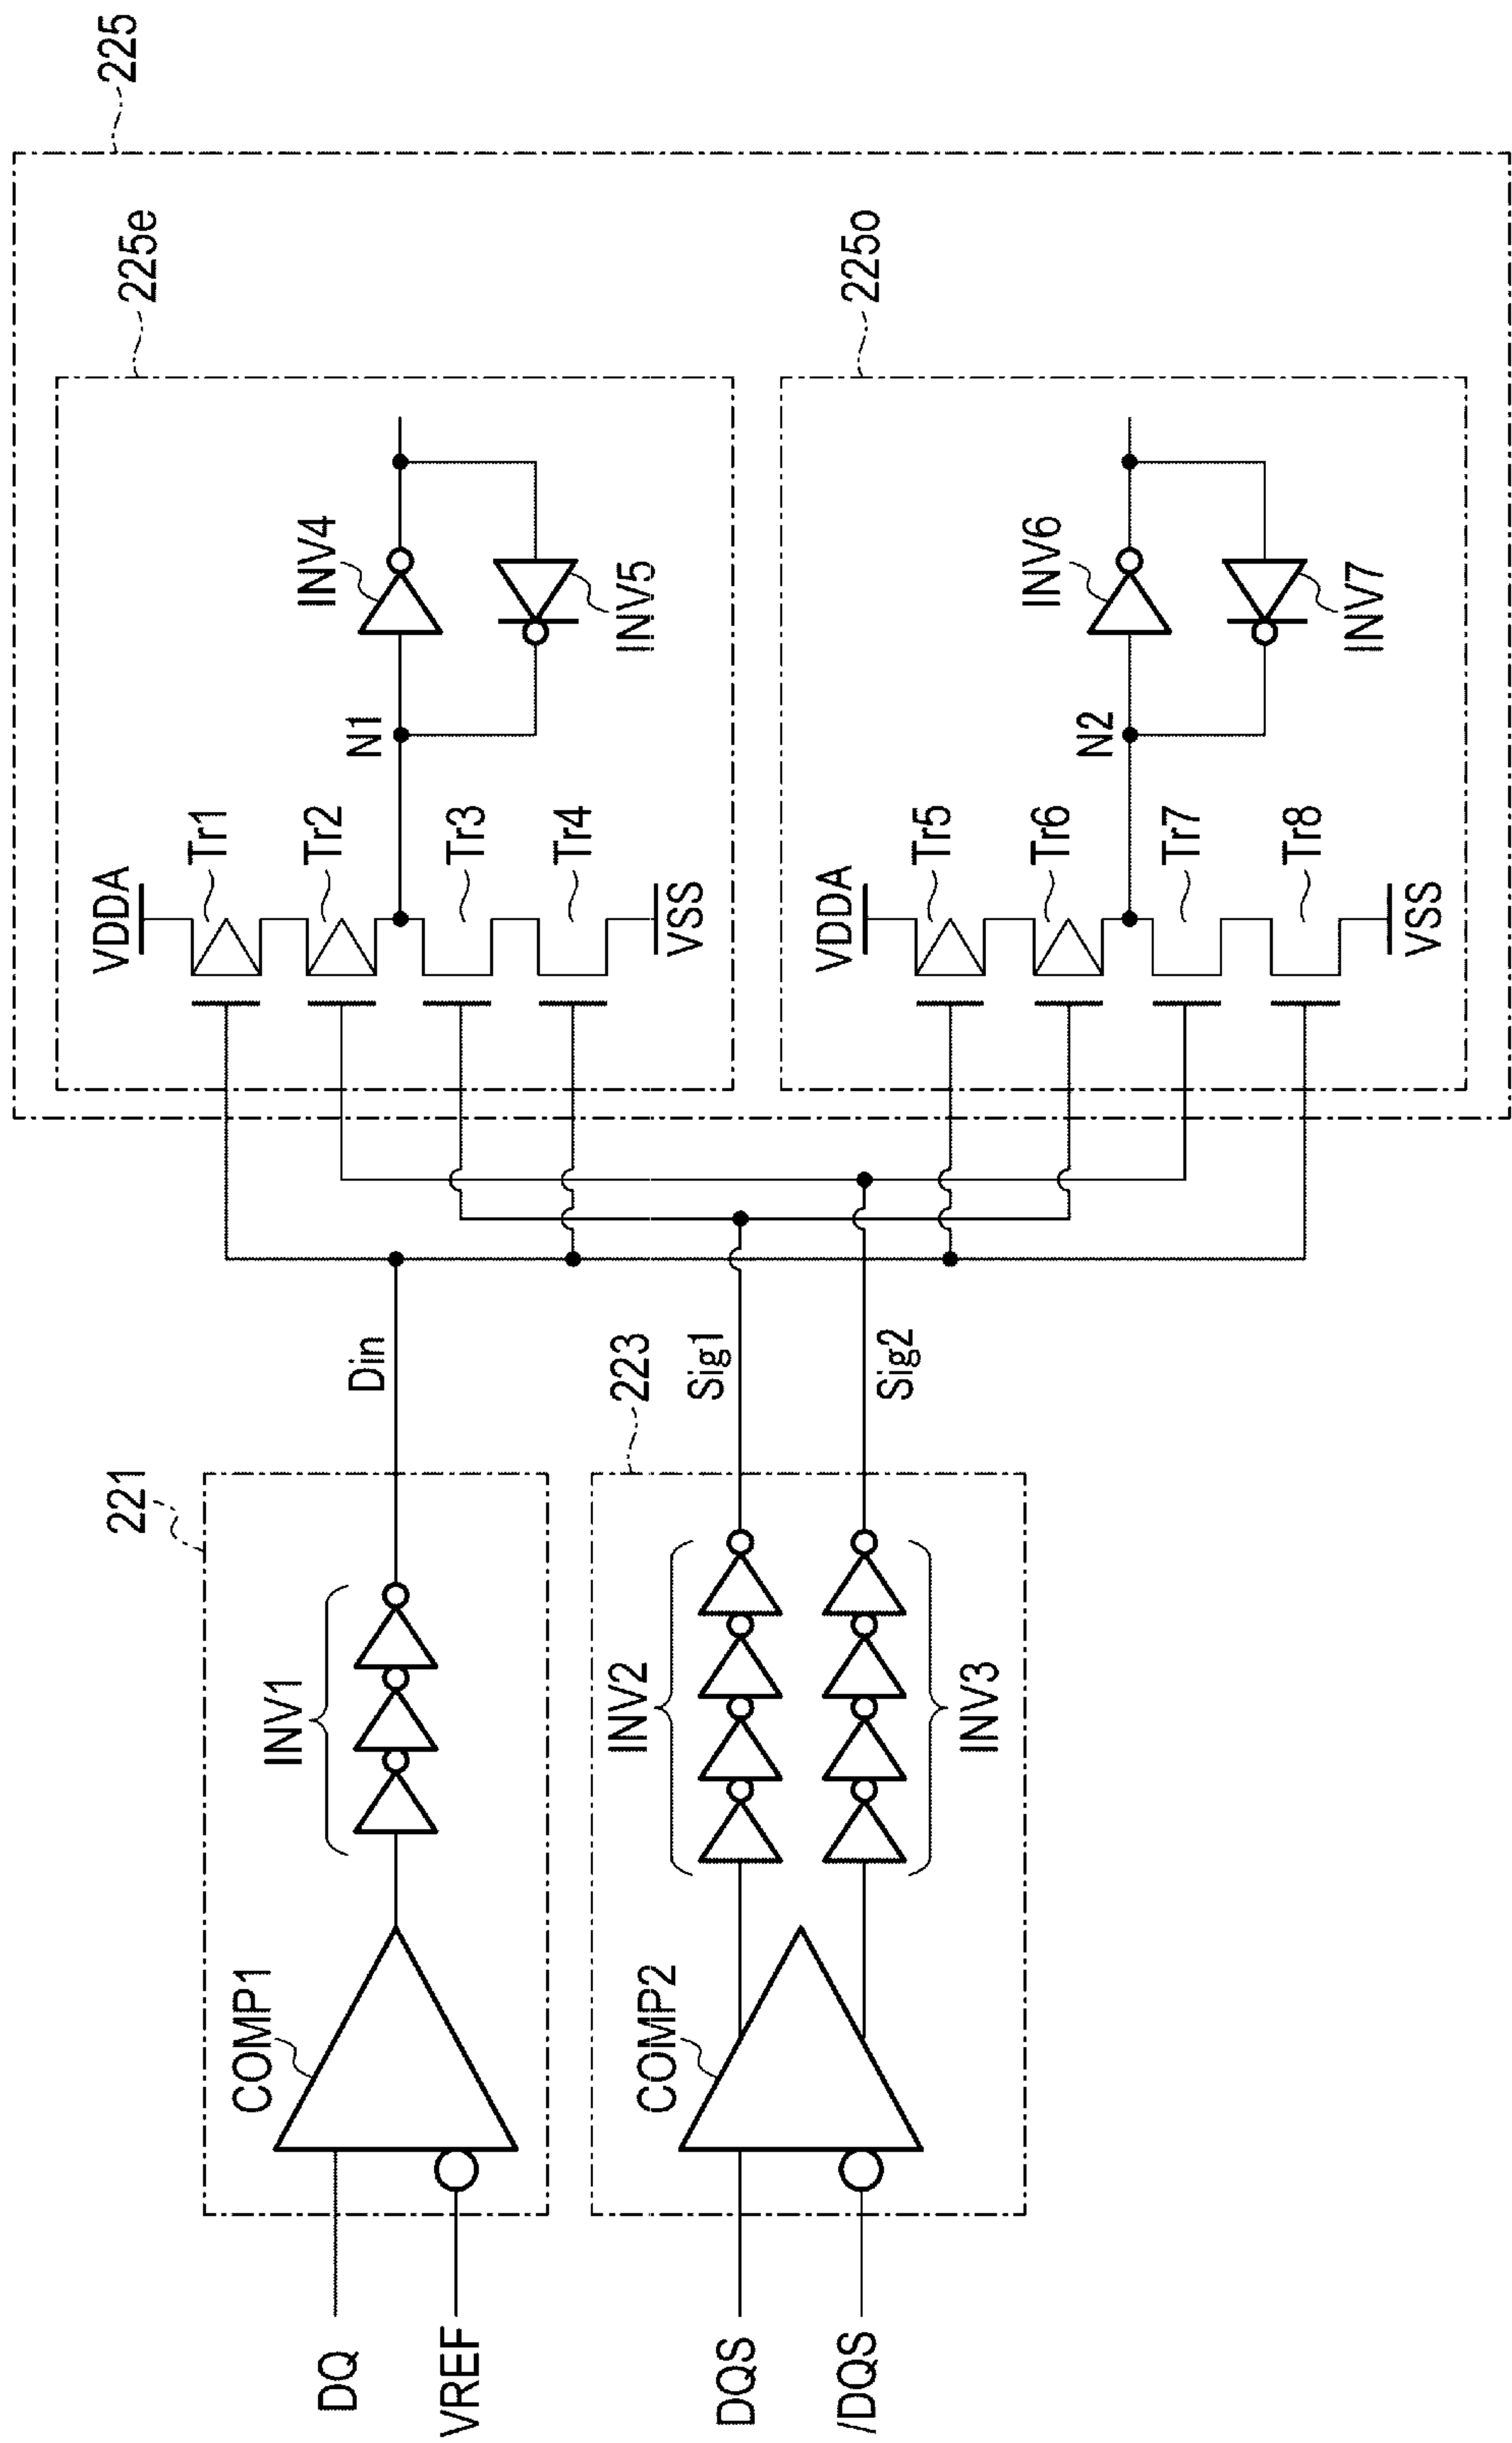 225
225e
VDDA
Tr1
Tr2
Tr3
Tr4
VSS
N1
INV4
INV5
225o
VDDA
Tr5
Tr6
Tr7
Tr8
VSS
N2
INV6
INV7
221
INV1
COMP1
Din
DQ
VREF
223
Sig1
Sig2
INV2
INV3
COMP2
DQS
/DQS